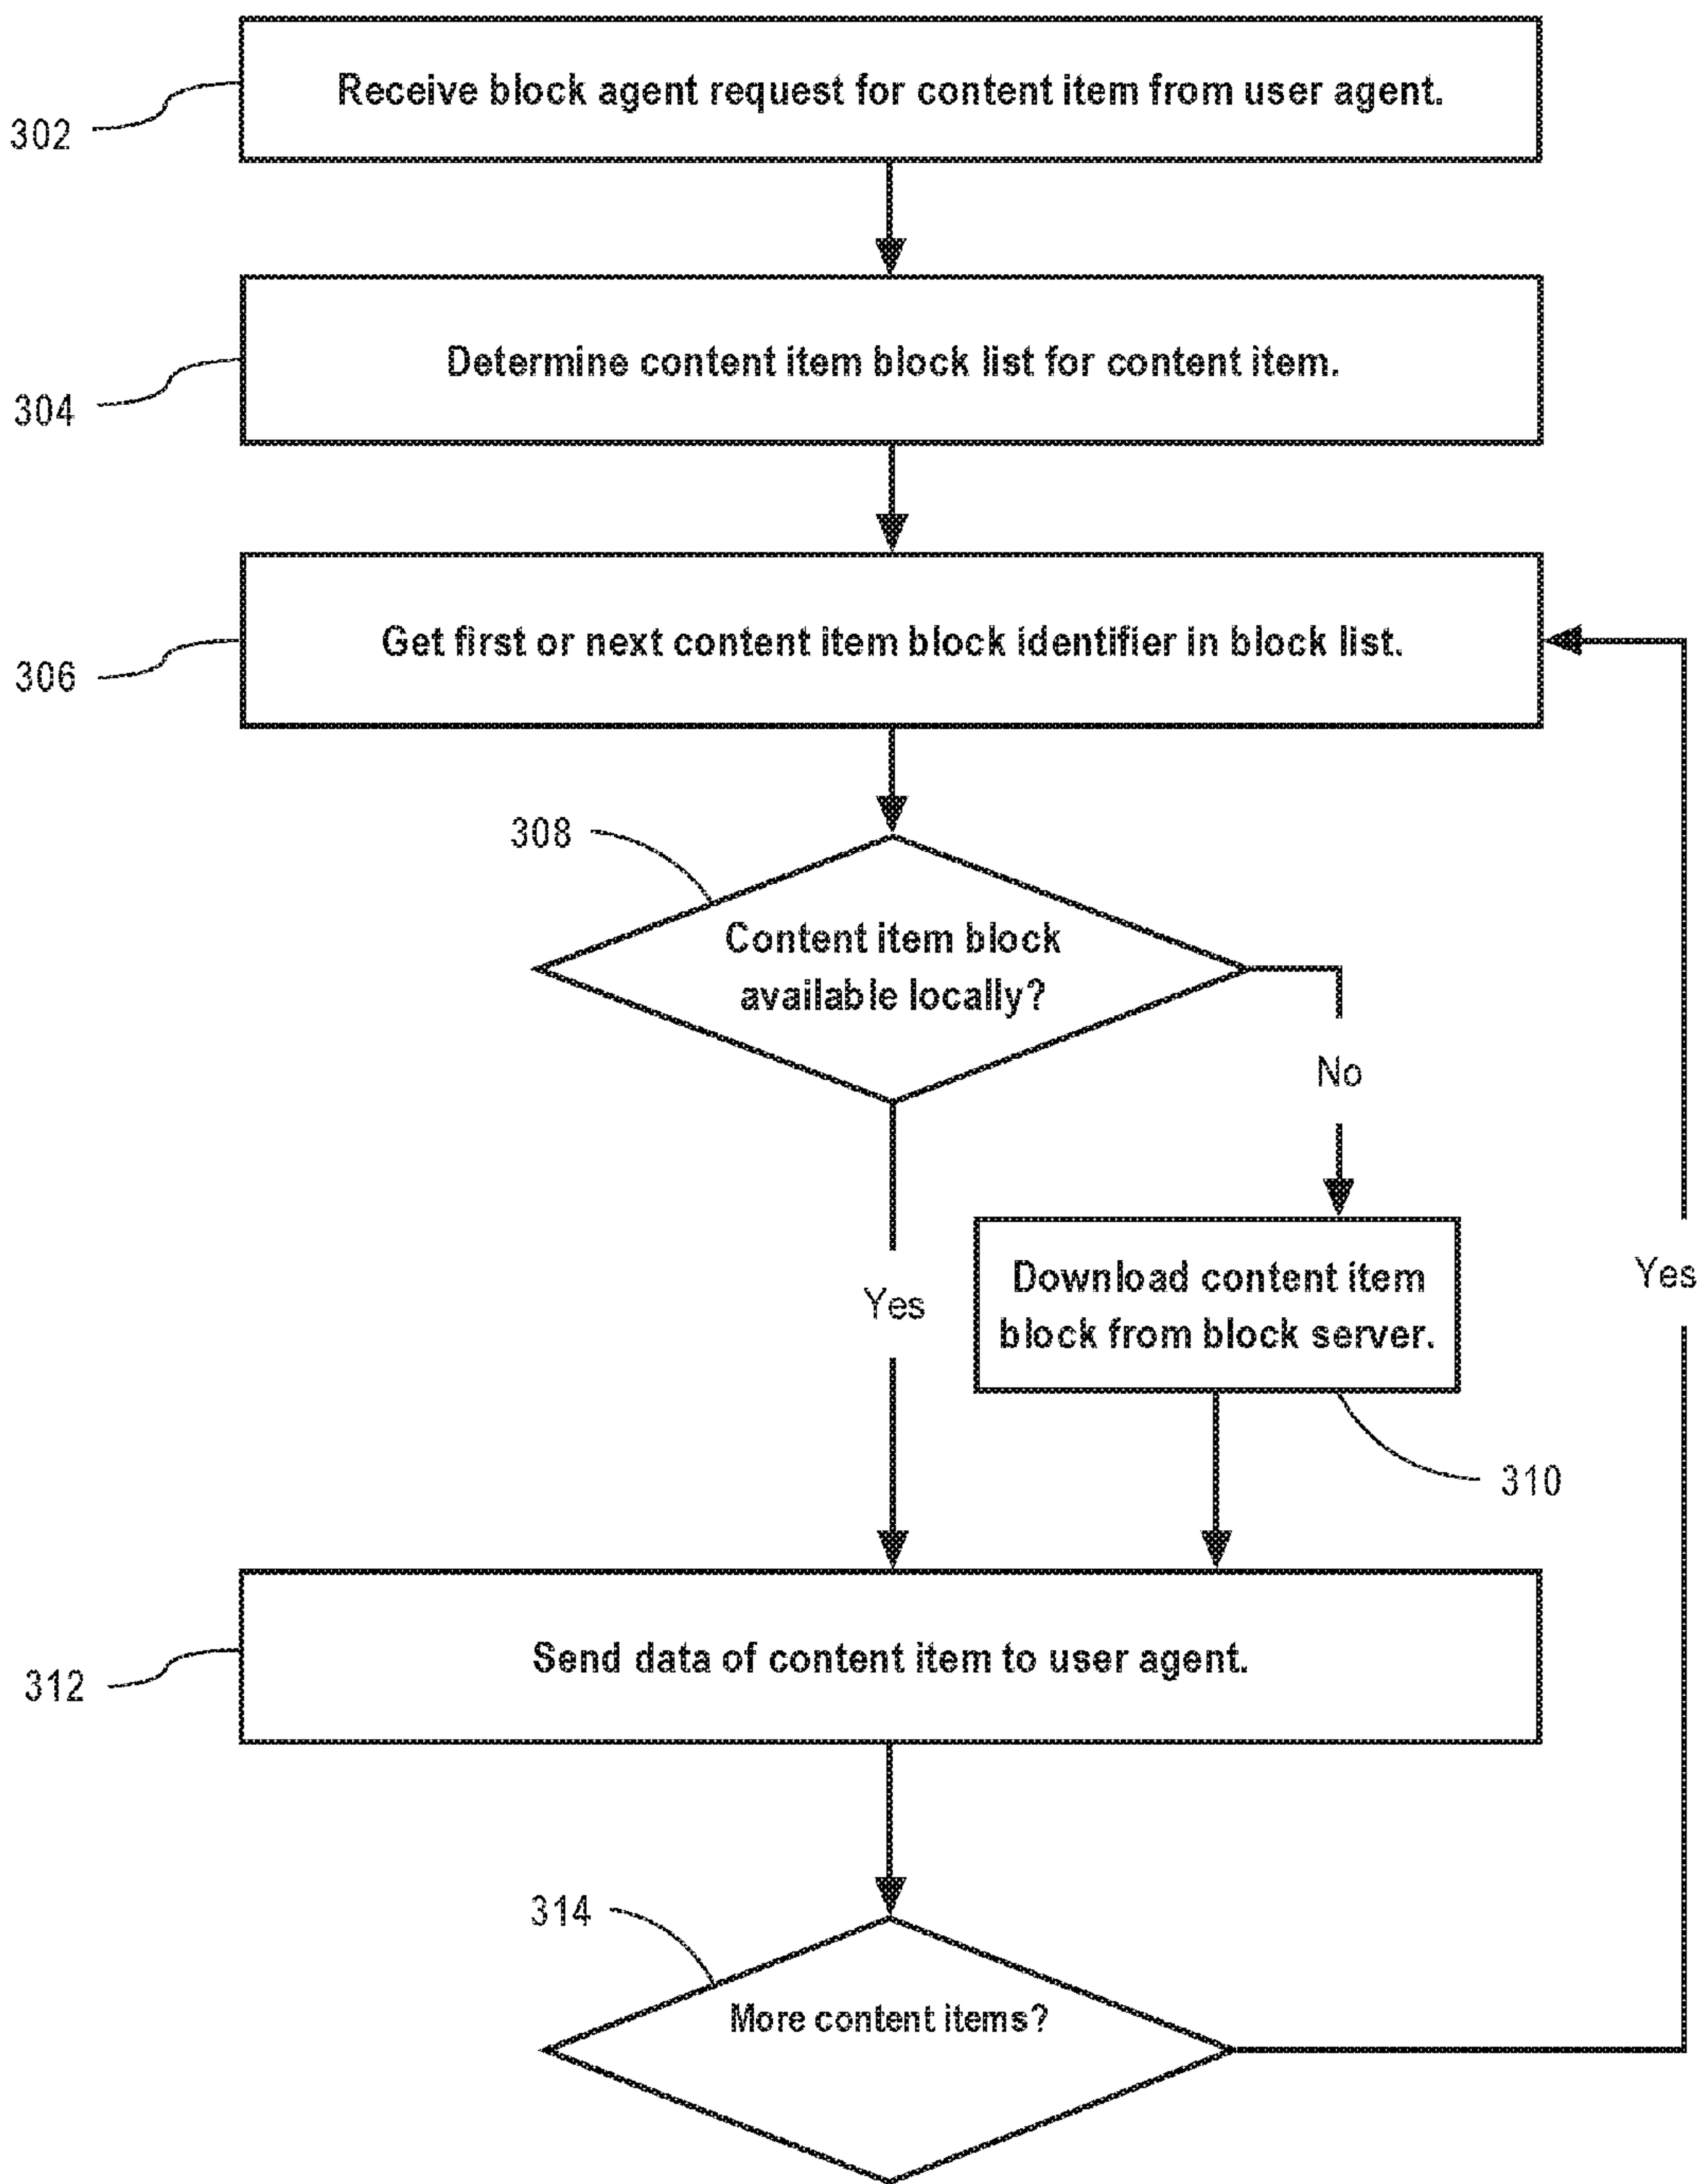 Receive block agent request for content item from user agent.
302
Determine content item block list for content item.
304
Get first or next content item block identifier in block list.
306
308
Content item block
available locally?
No
Yes
Download content item
block from block server.
Yes
310
Send data of content item to user agent.
312
314
More content items?